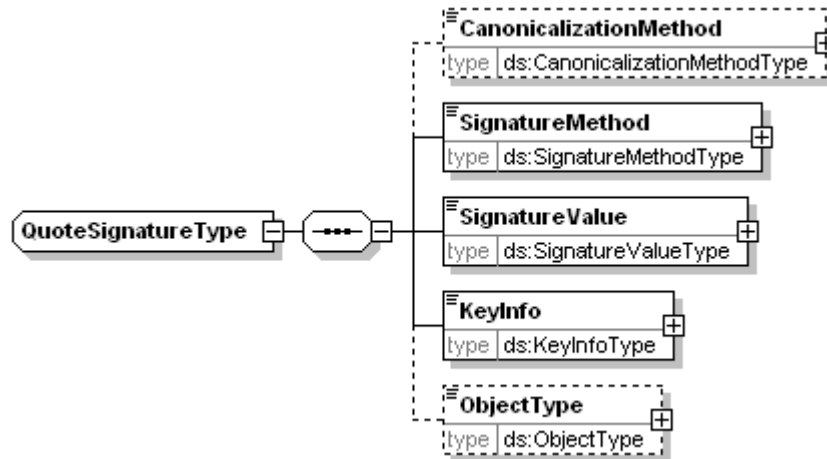 CanonicalizationMethod
type ds:CanonicalizationMethodType
SignatureMethod
type ds:SignatureMethodType
QuoteSignatureType
SignatureValue
type ds:SignatureValueType
KeyInfo
type ds:KeyInfoType
ObjectType
type ds:ObjectType